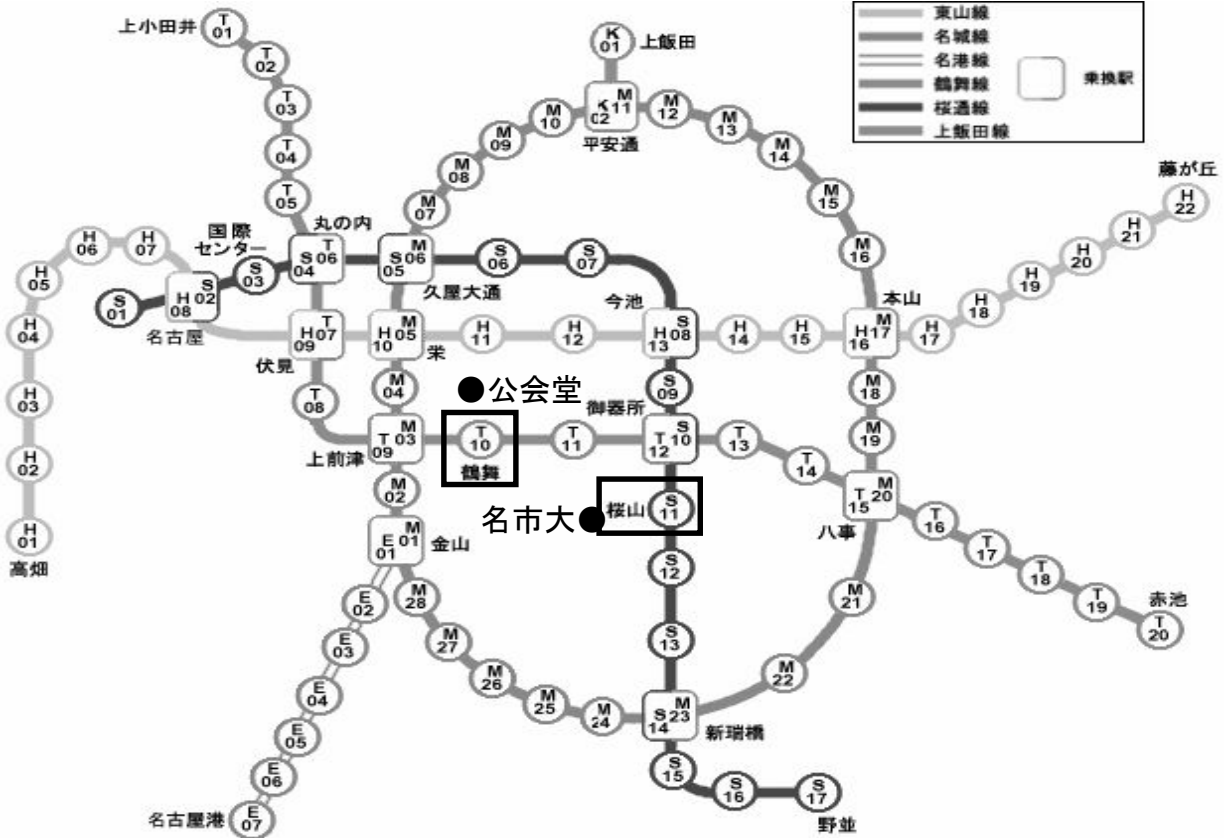 東山線
名城線
名港線
鶴舞線
桜通線
上飯田線
乗換駅
上小田井
T 01
T 02
T 03
T 04
T 05
K 01
上飯田
K 02 M 11
平安通
M 07
M 08
M 09
M 10
M 12
M 13
M 14
M 15
M 16
藤が丘
H 22
H 21
H 20
H 19
H 18
H 17
本山
H 16 M 17
国際
センター
丸の内
S 04 T 06
S 05 M 06
久屋大通
S 06
S 07
今池
H 13 S 08
H 07
H 06
H 05
H 04
H 03
H 02
H 01
高畑
S 01
H 08 S 02
名古屋
S 03
H 09 T 07
伏見
H 10 M 05
栄
H 11
H 12
H 14
H 15
M 18
M 19
T 08
M 04
●公会堂
S 09
御器所
T 12 S 10
T 09 M 03
上前津
T 10
鶴舞
T 11
T 13
T 14
T 15 M 20
八事
M 02
名市大●
桜山
S 11
E 01 M 01
金山
S 12
S 13
T 16
T 17
T 18
T 19
赤池
T 20
E 02
E 03
E 04
E 05
E 06
E 07
名古屋港
M 28
M 27
M 26
M 25
M 24
S 14 M 23
新瑞橋
M 22
M 21
S 15
S 16
S 17
野並